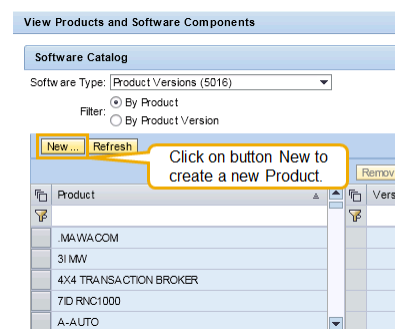 View Products and Software Components
Software Catalog
Software Type: Product Versions (5016)
Filter: By Product
By Product Version
New ... Refresh
Click on button New to
create a new Product.
Product
.MAWACOM
3I MW
4X4 TRANSACTION BROKER
7ID RNC1000
A-AUTO